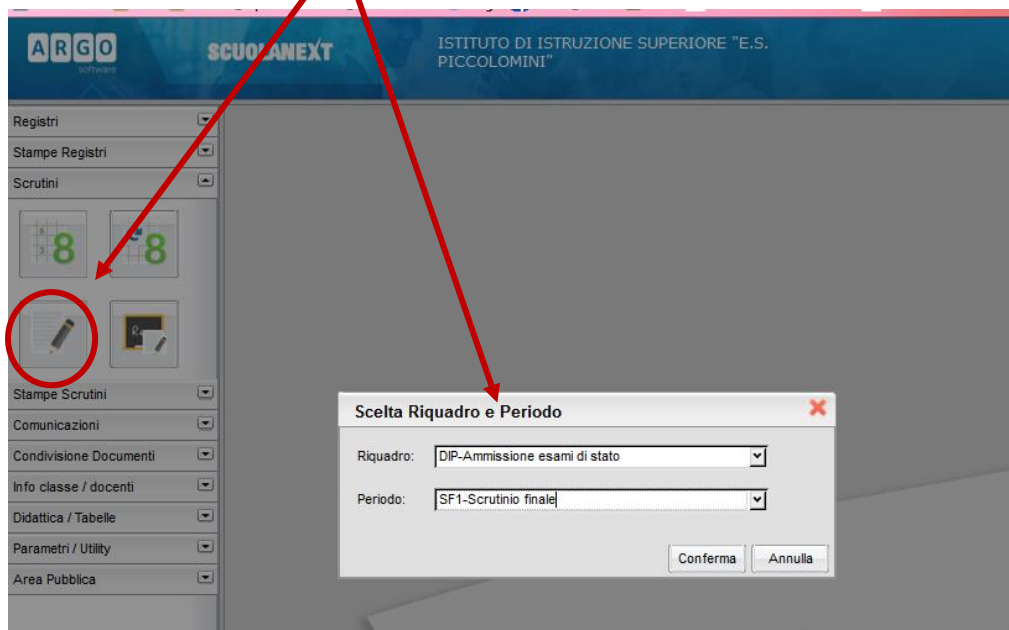 ARGO
software
SCUOLANEXT
ISTITUTO DI ISTRUZIONE SUPERIORE "E.S.
PICCOLOMINI"
Registri
Stampe Registri
Scrutini
8
8
Stampe Scrutini
Comunicazioni
Condivisione Documenti
Info classe / docenti
Didattica / Tabelle
Parametri / Utility
Area Pubblica
Scelta Riquadro e Periodo
Riquadro: DIP-Ammissione esami di stato
Periodo: SF1-Scrutinio finale
Conferma Annulla